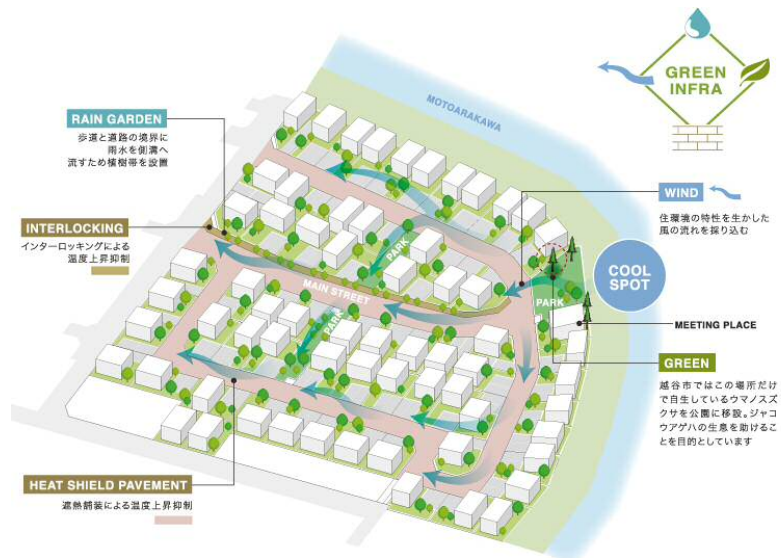 GREEN
INFRA
MOTOARAKAWA
RAIN GARDEN
歩道と道路の境界に
雨水を側溝へ
流すため植樹帯を設置
WIND
住環境の特性を生かした
風の流れを採り込む
INTERLOCKING
インターロッキングによる
温度上昇抑制
PARK
COOL
SPOT
MAIN STREET
PARK
PARK
MEETING PLACE
GREEN
越谷市ではこの場所だけ
で自生しているウマノスズ
クサを公園に移設。ジャコ
ウアゲハの生息を助けるこ
とを目的としています
HEAT SHIELD PAVEMENT
遮熱舗装による温度上昇抑制